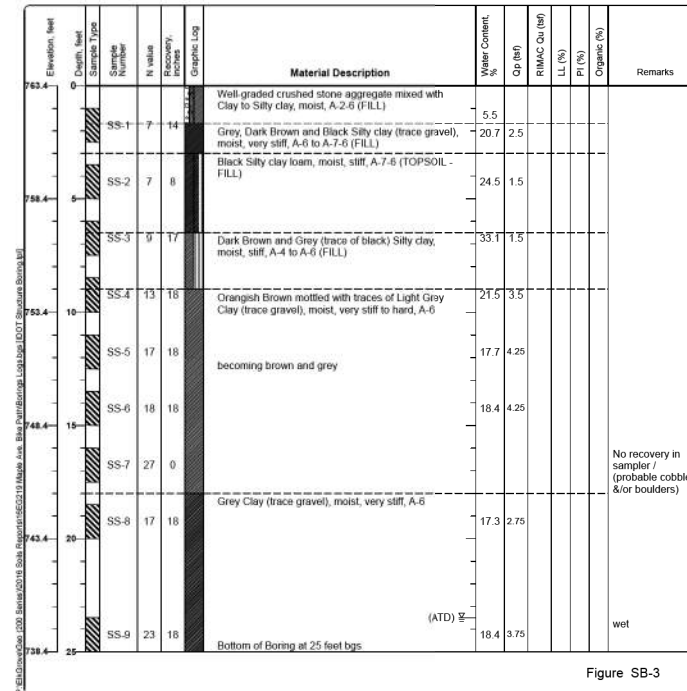 Elevation, feet
Depth, feet
Sample Type
Sample Number
N value
Recovery, inches
Graphic Log
Material Description
Water Content, %
Qp (tsf)
RIMAC Qu (tsf)
LL (%)
PI (%)
Organic (%)
Remarks
763.4 0
Well-graded crushed stone aggregate mixed with
Clay to Silty clay, moist, A-2-6 (FILL)
5.5
SS-1 7 14 Grey, Dark Brown and Black Silty clay (trace gravel), 20.7 2.5
moist, very stiff, A-6 to A-7-6 (FILL)
Black Silty clay loam, moist, stiff, A-7-6 (TOPSOIL -
FILL)
SS-2 7 8 24.5 1.5
758.4 5
SS-3 9 17 Dark Brown and Grey (trace of black) Silty clay, 33.1 1.5
moist, stiff, A-4 to A-6 (FILL)
SS-4 13 18 Orangish Brown mottled with traces of Light Grey 21.5 3.5
753.4 10 Clay (trace gravel), moist, very stiff to hard, A-6
SS-5 17 18 becoming brown and grey 17.7 4.25
SS-6 18 18 18.4 4.25
748.4 15
SS-7 27 0 No recovery in
sampler /
(probable cobble
&/or boulders)
Grey Clay (trace gravel), moist, very stiff, A-6
SS-8 17 18 17.3 2.75
743.4 20
(ATD)
wet
SS-9 23 18 18.4 3.75
25 Bottom of Boring at 25 feet bgs
Figure SB-3